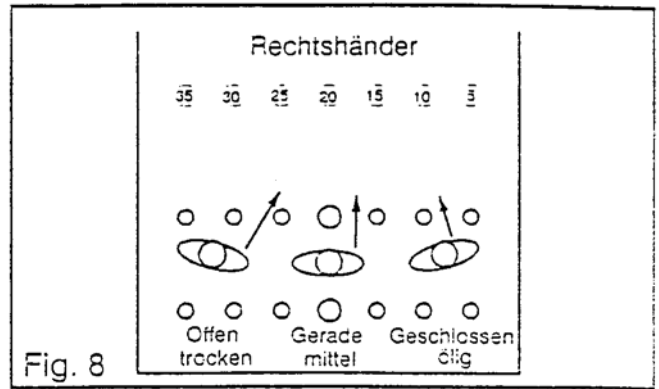 Rechtshänder
35 30 25 20 15 10 5
Offen Gerade Geschlossen
trocken mittel ölig
Fig. 8